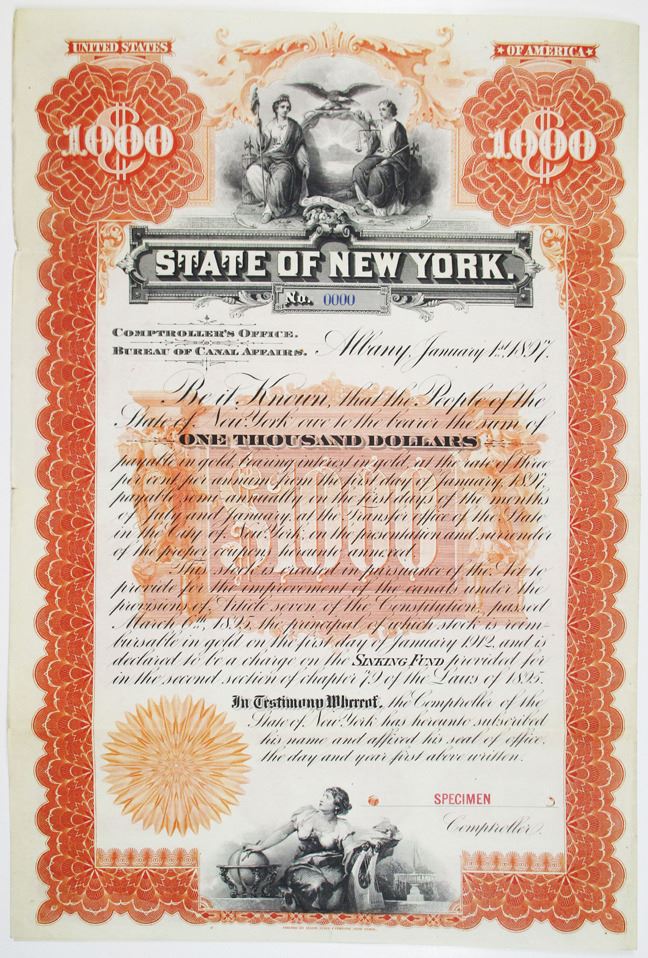 UNITED STATES
OF AMERICA
1000
1000
STATE OF NEW YORK.
No. 0000
COMPTROLLER'S OFFICE.
BUREAU OF CANAL AFFAIRS.
Albany, January 1st, 1897.
Be it Known, that the People of the
State of New York owe to the bearer the sum of
ONE THOUSAND DOLLARS
payable in gold, bearing interest in gold, at the rate of three
per cent per annum from the first day of January, 1897,
payable semi annually on the first days of the months
of July and January, at the Transfer office of the State
in the City of New York, on the presentation and surrender
of the proper coupons hereunto annexed.
$1000
This stock is created in pursuance of the Act to
provide for the improvement of the canal under the
provisions of Article seven of the Constitution, passed
March, the principal of which stock is reim-
bursable in gold on the first day of January 1912, and is
declared to be a charge on the SINKING FUND provided for
in the second section of chapter 79 of the Laws of 1895.
In Testimony Whereof, the Comptroller of the
State of New York has hereunto subscribed
his name and affixed his seal of office,
the day and year first above written.
SPECIMEN
Comptroller.